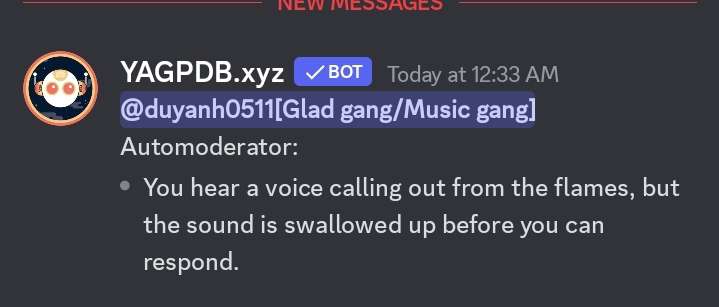 NEW MESSAGES
YAGPDB.xyz ✓ BOT Today at 12:33 AM
@duyanh0511[Glad gang/Music gang]
Automoderator:
• You hear a voice calling out from the flames, but
the sound is swallowed up before you can
respond.